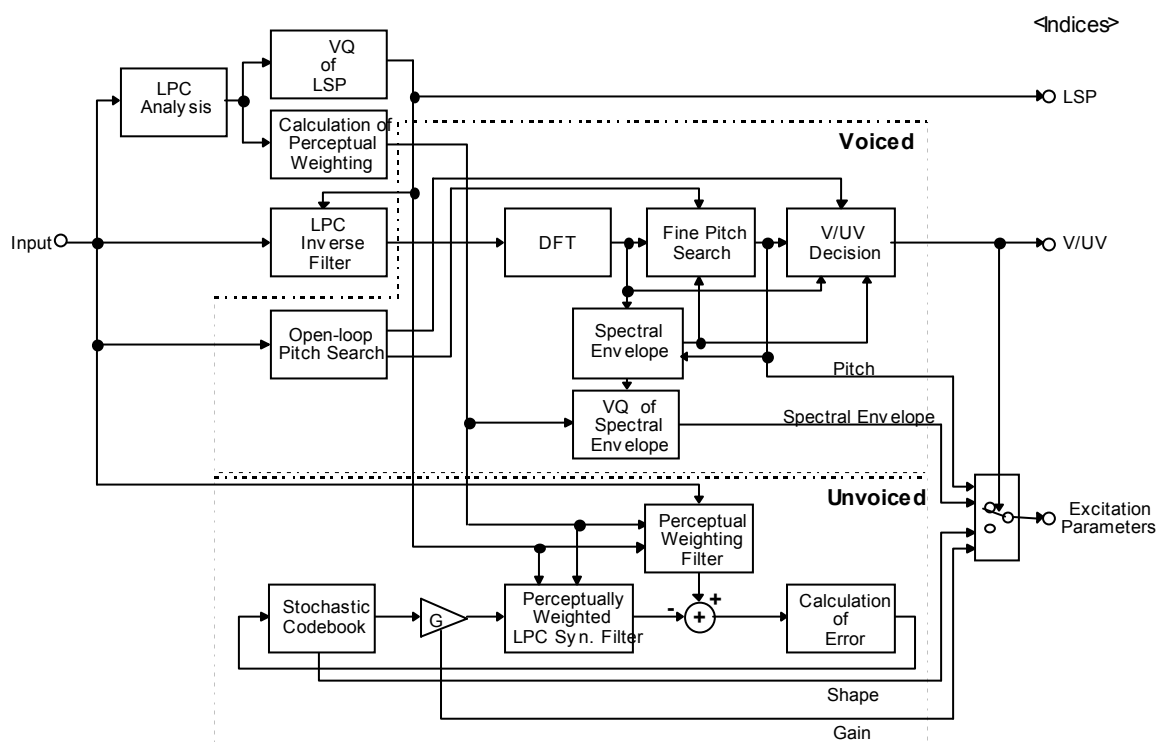 <Indices>
VQ
of
LSP
LPC
Analysis
LSP
Calculation of
Perceptual
Weighting
Voiced
Input
LPC
Inverse
Filter
DFT
Fine Pitch
Search
V/UV
Decision
V/UV
Open-loop
Pitch Search
Spectral
Envelope
Pitch
VQ of
Spectral
Envelope
Spectral Envelope
Unvoiced
Perceptual
Weighting
Filter
Excitation
Parameters
Stochastic
Codebook
G
Perceptually
Weighted
LPC Syn. Filter
-
+
+
Calculation
of
Error
Shape
Gain